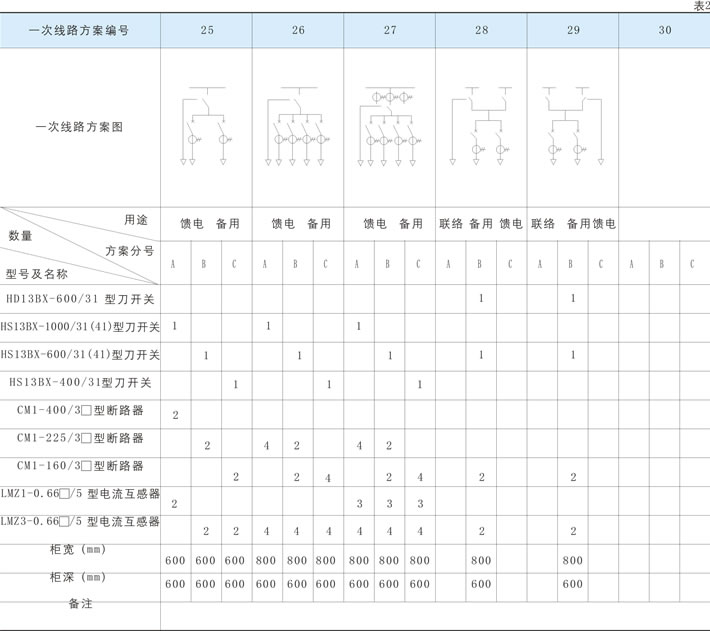 表2
一次线路方案编号 25 26 27 28 29 30
一次线路方案图
用途 馈电 备用 馈电 备用 馈电 备用 联络 备用 馈电 联络 备用 馈电
数量
方案分号
型号及名称 A B C A B C A B C A B C A B C A B C
HD13BX-600/31 型刀开关 1 1
HS13BX-1000/31(41)型刀开关 1 1 1
HS13BX-600/31(41)型刀开关 1 1 1 1 1
HS13BX-400/31型刀开关 1 1 1
CM1-400/3□型断路器 2
CM1-225/3□型断路器 2 4 2 4 2
CM1-160/3□型断路器 2 2 4 2 4 2 2
LMZ1-0.66□/5 型电流互感器 2 3 3 3
LMZ3-0.66□/5 型电流互感器 2 2 4 4 4 4 4 4 2 2
柜宽 (mm) 600 600 600 800 800 800 800 800 800 800 800
柜深 (mm) 600 600 600 600 600 600 600 600 600 600 600
备注